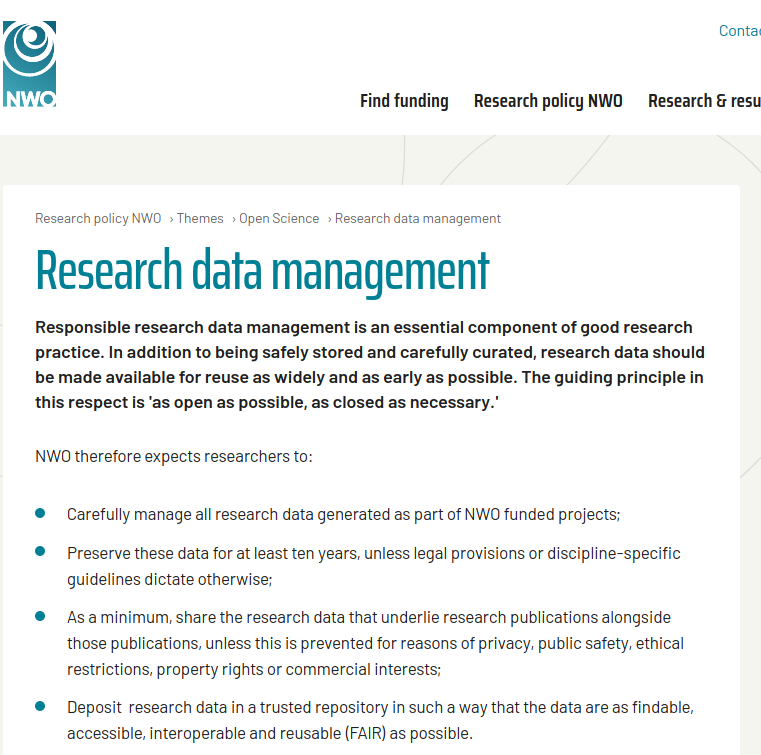 Contac
NWO
Find funding Research policy NWO Research & resu
Research policy NWO › Themes › Open Science › Research data management
Research data management
Responsible research data management is an essential component of good research
practice. In addition to being safely stored and carefully curated, research data should
be made available for reuse as widely and as early as possible. The guiding principle in
this respect is 'as open as possible, as closed as necessary.'
NWO therefore expects researchers to:
Carefully manage all research data generated as part of NWO funded projects;
Preserve these data for at least ten years, unless legal provisions or discipline-specific
guidelines dictate otherwise;
As a minimum, share the research data that underlie research publications alongside
those publications, unless this is prevented for reasons of privacy, public safety, ethical
restrictions, property rights or commercial interests;
Deposit  research data in a trusted repository in such a way that the data are as findable,
accessible, interoperable and reusable (FAIR) as possible.